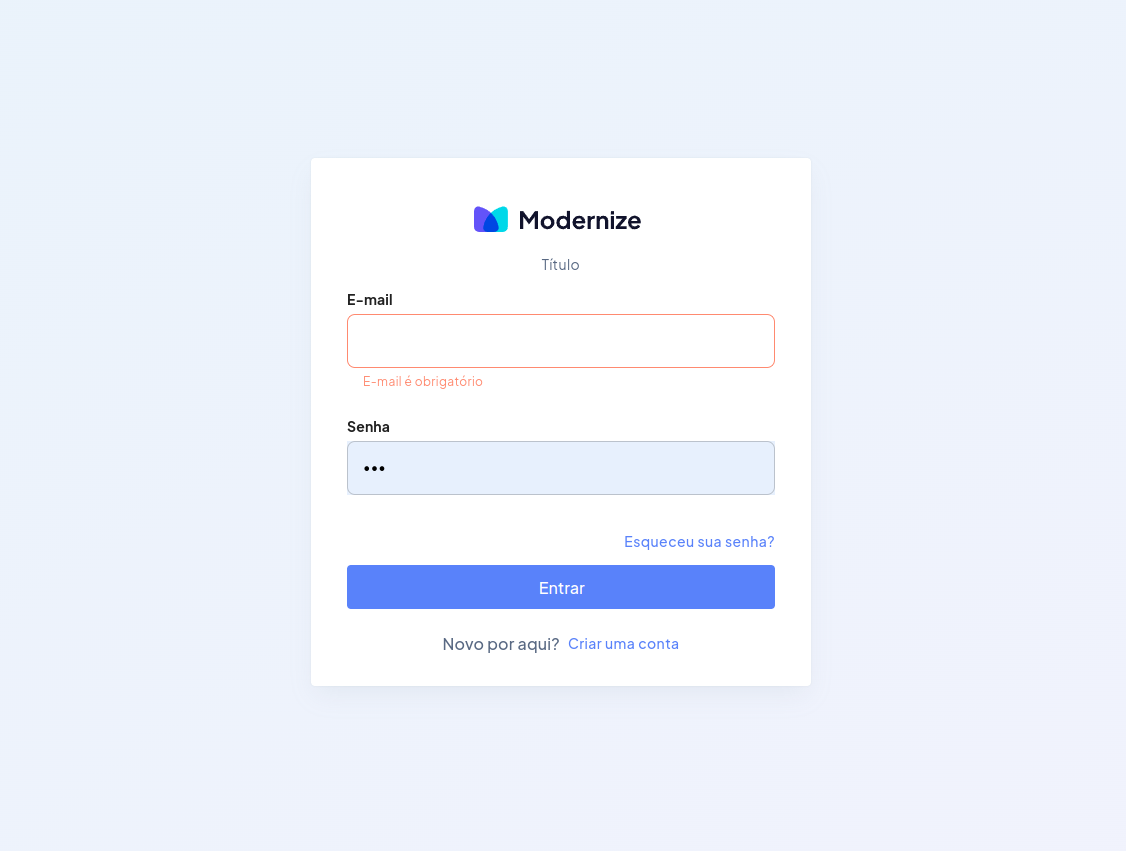 Modernize
Título
E-mail
E-mail é obrigatório
Senha
•••
Esqueceu sua senha?
Entrar
Novo por aqui? Criar uma conta